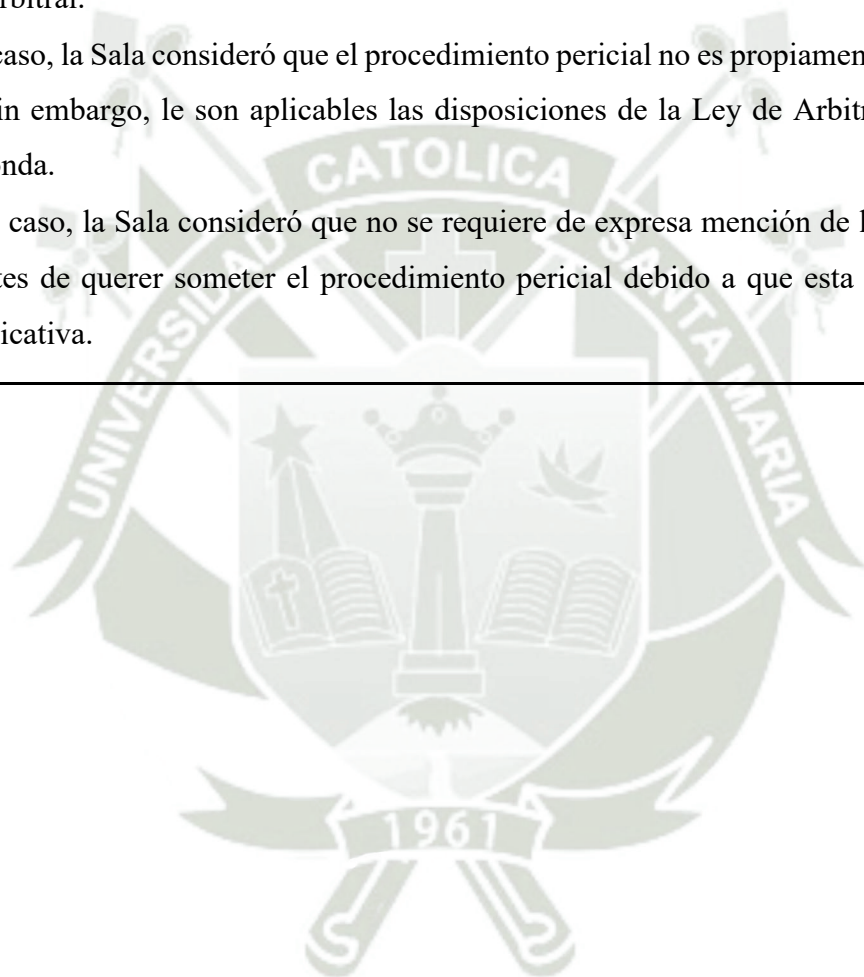 rbitral.
caso, la Sala consideró que el procedimiento pericial no es propiamen
in embargo, le son aplicables las disposiciones de la Ley de Arbitr
onda.
caso, la Sala consideró que no se requiere de expresa mención de l
tes de querer someter el procedimiento pericial debido a que esta
icativa.
UNIVERSIDAD CATOLICA SANTA MARIA
1961